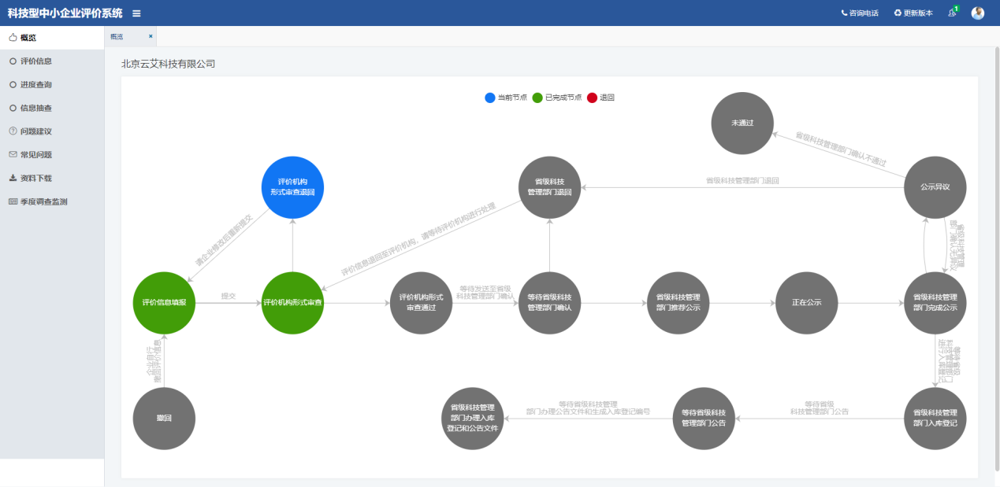 科技型中小企业评价系统
咨询电话
更新版本
1
概览
评价信息
进度查询
信息抽查
问题建议
常见问题
资料下载
季度调查监测
概览
×
北京云艾科技有限公司
当前节点
已完成节点
退回
未通过
省级科技管理部门确认不通过
评价机构
形式审查退回
省级科技
管理部门退回
省级科技管理部门退回
公示异议
请企业修改后重新提交
评价信息退回至评价机构，请等待评价机构进行处理
省级科技管理
部门确认无异议
评价信息填报
提交
评价机构形式审查
评价机构形式
审查通过
等待发送至省级
科技管理部门确认
等待省级科技
管理部门确认
省级科技管理
部门推荐公示
正在公示
省级科技管理
部门完成公示
企业自行
撤回评价信息
等待省级
科技管理部门
进行入库登记
撤回
省级科技管理
部门办理入库
登记和公告文件
等待省级科技管理
部门办理公告文件和生成入库登记编号
等待省级科技
管理部门公告
等待省级
科技管理部门公告
省级科技管理
部门入库登记